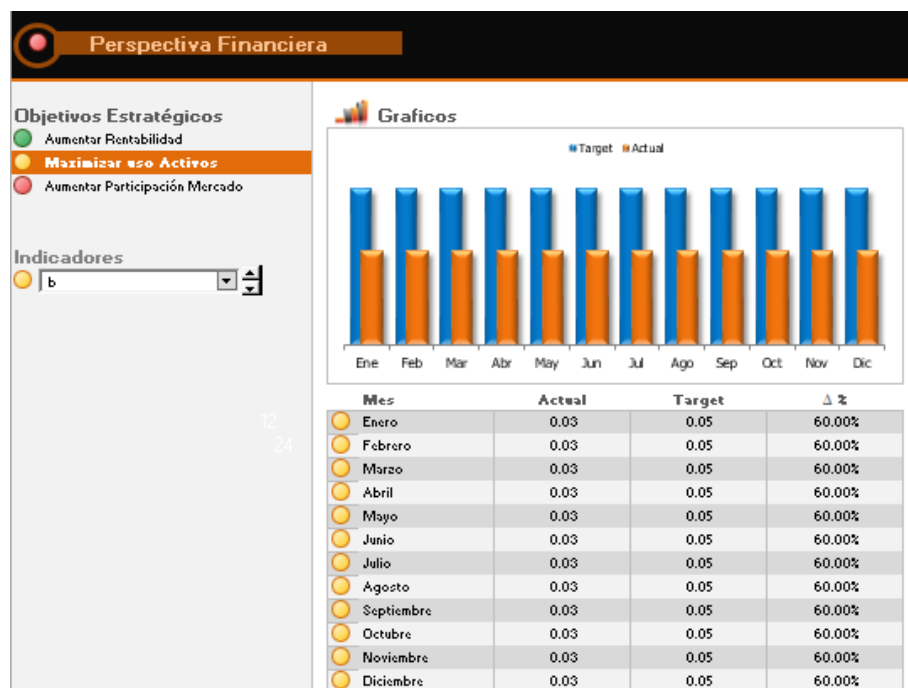 Perspectiva Financiera
Objetivos Estratégicos
Aumentar Rentabilidad
Maximizar uso Activos
Aumentar Participación Mercado
Indicadores
b
12
24
Graficos
Target Actual
Ene Feb Mar Abr May Jun Jul Ago Sep Oct Nov Dic
Mes Actual Target Δ %
Enero 0.03 0.05 60.00%
Febrero 0.03 0.05 60.00%
Marzo 0.03 0.05 60.00%
Abril 0.03 0.05 60.00%
Mayo 0.03 0.05 60.00%
Junio 0.03 0.05 60.00%
Julio 0.03 0.05 60.00%
Agosto 0.03 0.05 60.00%
Septiembre 0.03 0.05 60.00%
Octubre 0.03 0.05 60.00%
Noviembre 0.03 0.05 60.00%
Diciembre 0.03 0.05 60.00%